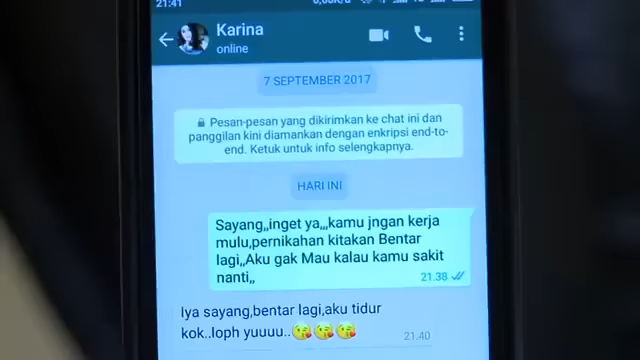 21:41
Karina
online
7 SEPTEMBER 2017
Pesan-pesan yang dikirimkan ke chat ini dan
panggilan kini diamankan dengan enkripsi end-to-
end. Ketuk untuk info selengkapnya.
HARI INI
Sayang,,inget ya,,,kamu jngan kerja
mulu,pernikahan kitakan Bentar
lagi,,Aku gak Mau kalau kamu sakit
nanti,,
21.38
Iya sayang,bentar lagi,aku tidur
kok..loph yuuuu..😘😘😘
21.40